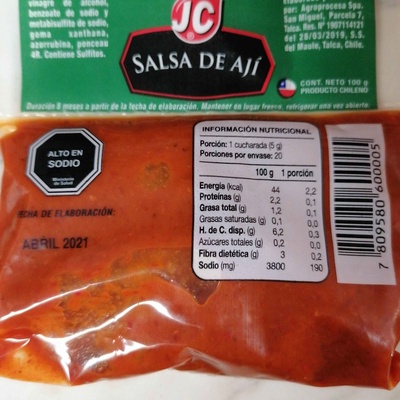 vinagre de alcohol,
benzoato de sodio y
metabisulfito de sodio,
goma xanthana,
azorrubina, ponceau
4R. Contiene Sulfitos.
JC
SALSA DE AJÍ
por: Agroprocesa Spa.
San Miguel, Parcela 7,
Talca. Res. Nº 1907114121
del 28/03/2019, S.S.
del Maule, Talca, Chile.
CONT. NETO 100 g
PRODUCTO CHILENO
Duración 8 meses a partir de la fecha de elaboración. Mantener en lugar fresco, refrigerar una vez abierto.
ALTO EN
SODIO
Ministerio
de Salud
FECHA DE ELABORACIÓN:
ABRIL 2021
INFORMACIÓN NUTRICIONAL
Porción: 1 cucharada (5 g)
Porciones por envase: 20
100 g 1 porción
Energía (kcal) 44 2,2
Proteínas (g) 2,2 0,1
Grasa total (g) 1,2 0,1
Grasas saturadas (g) 0,1 0,1
H. de C. disp. (g) 6,2 0,3
Azúcares totales (g) 0,2 0,0
Fibra dietética (g) 3 0,2
Sodio (mg) 3800 190
7 809580 600005